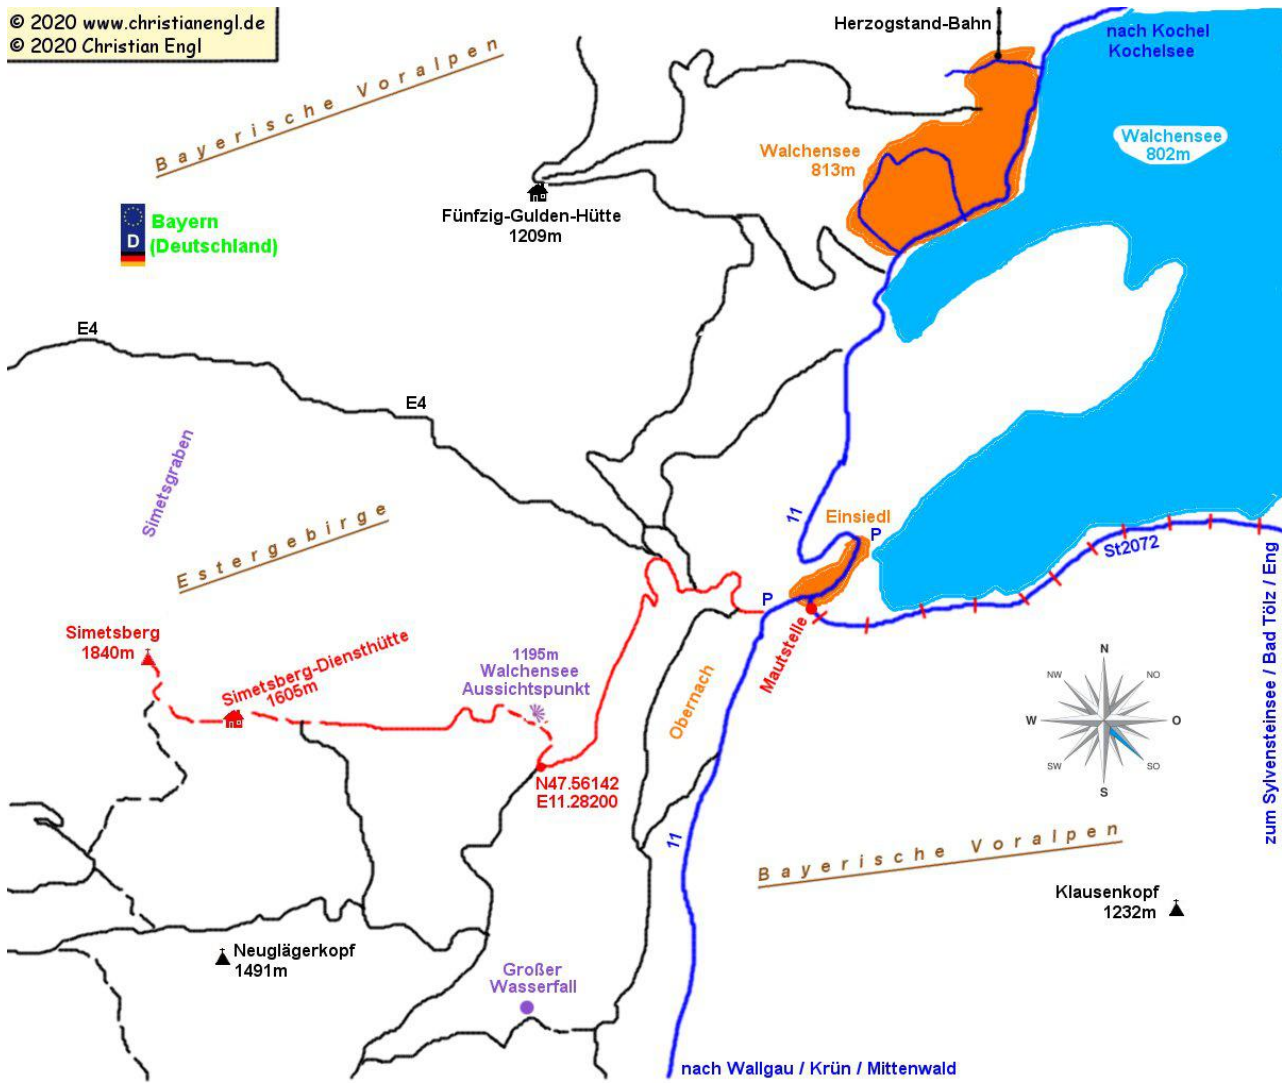 © 2020 www.christianengl.de
© 2020 Christian Engl
Herzogstand-Bahn
nach Kochel
Kochelsee
Bayerische Voralpen
Walchensee
802m
Walchensee
813m
D
Bayern
(Deutschland)
Fünfzig-Gulden-Hütte
1209m
E4
E4
Simetsgraben
Estergebirge
11
Einsiedl
P
St2072
P
Mautstelle
zum Sylvensteinsee / Bad Tölz / Eng
Simetsberg
1840m
Simetsberg-Diensthütte
1605m
1195m
Walchensee
Aussichtspunkt
Obernach
N
NW
NO
W
O
SW
SO
S
N47.56142
E11.28200
11
Bayerische Voralpen
Klausenkopf
1232m
Neuglägerkopf
1491m
Großer
Wasserfall
nach Wallgau / Krün / Mittenwald